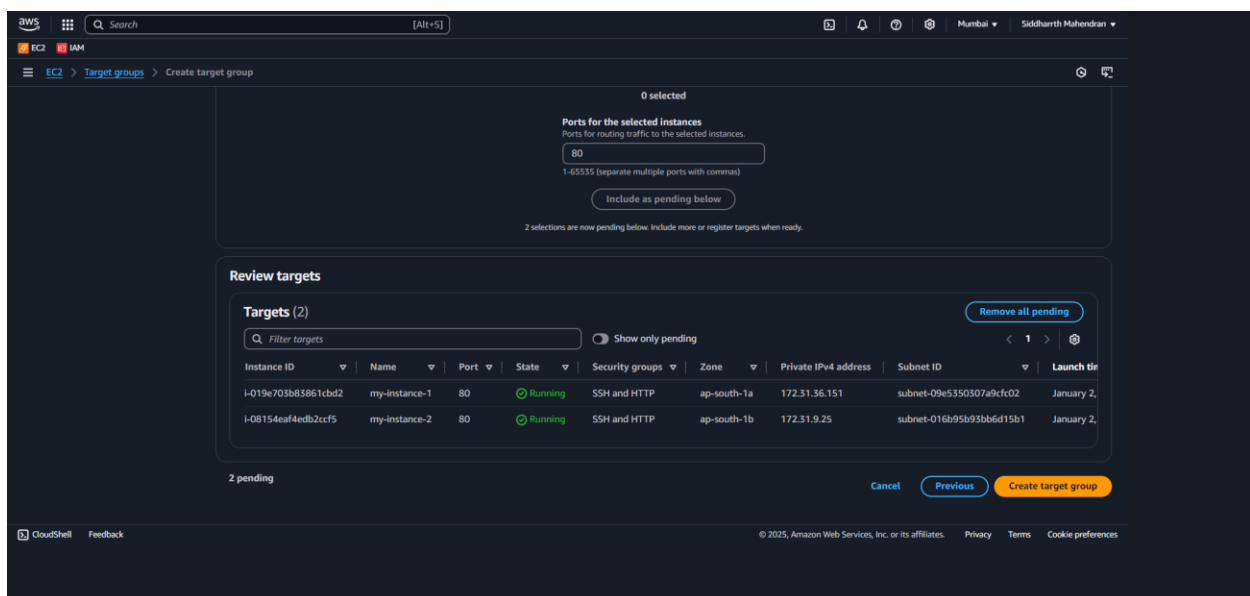 aws Search [Alt+S] Mumbai Siddharrth Mahendran
EC2 IAM
EC2 > Target groups > Create target group
0 selected
Ports for the selected instances
Ports for routing traffic to the selected instances.
80
1-65535 (separate multiple ports with commas)
Include as pending below
2 selections are now pending below. Include more or register targets when ready.
Review targets
Targets (2) Remove all pending
Filter targets Show only pending < 1 >
Instance ID Name Port State Security groups Zone Private IPv4 address Subnet ID Launch tim
i-019e703b83861cbd2 my-instance-1 80 Running SSH and HTTP ap-south-1a 172.31.36.151 subnet-09e5350307a9cfc02 January 2,
i-08154eaf4edb2ccf5 my-instance-2 80 Running SSH and HTTP ap-south-1b 172.31.9.25 subnet-016b95b93bb6d15b1 January 2,
2 pending
Cancel Previous Create target group
CloudShell Feedback © 2025, Amazon Web Services, Inc. or its affiliates. Privacy Terms Cookie preferences